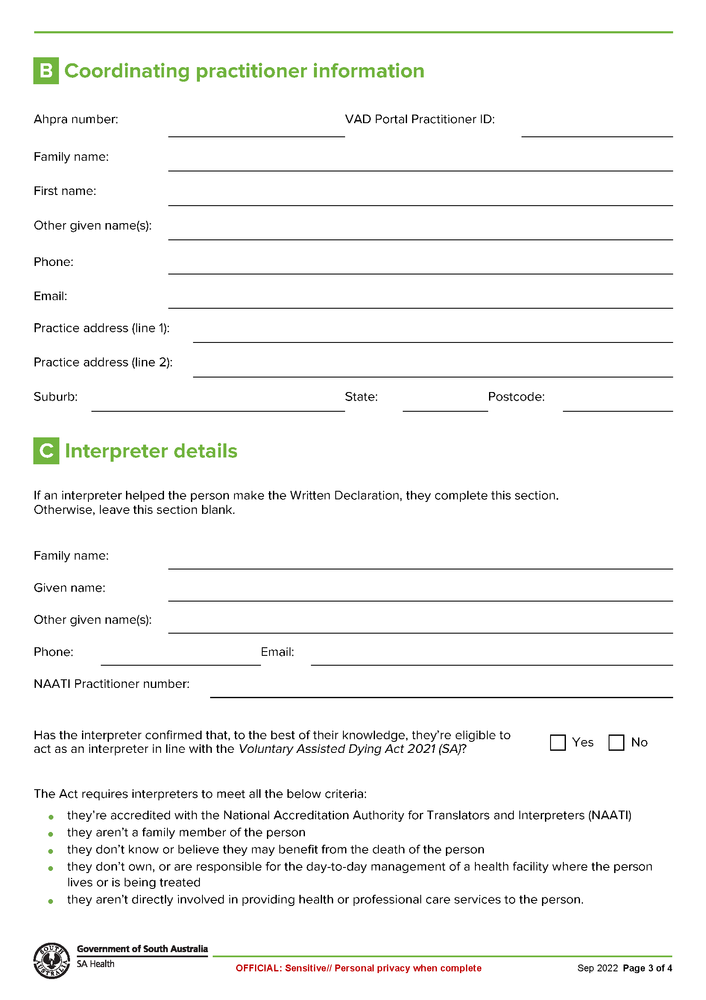 B Coordinating practitioner information
Ahpra number: VAD Portal Practitioner ID:
Family name:
First name:
Other given name(s):
Phone:
Email:
Practice address (line 1):
Practice address (line 2):
Suburb: State: Postcode:
C Interpreter details
If an interpreter helped the person make the Written Declaration, they complete this section.
Otherwise, leave this section blank.
Family name:
Given name:
Other given name(s):
Phone: Email:
NAATI Practitioner number:
Has the interpreter confirmed that, to the best of their knowledge, they’re eligible to
act as an interpreter in line with the Voluntary Assisted Dying Act 2021 (SA)?
Yes No
The Act requires interpreters to meet all the below criteria:
• they’re accredited with the National Accreditation Authority for Translators and Interpreters (NAATI)
• they aren’t a family member of the person
• they don’t know or believe they may benefit from the death of the person
• they don’t own, or are responsible for the day-to-day management of a health facility where the person
lives or is being treated
• they aren’t directly involved in providing health or professional care services to the person.
SOUTH AUSTRALIA
Government of South Australia
SA Health
OFFICIAL: Sensitive// Personal privacy when complete
Sep 2022 Page 3 of 4